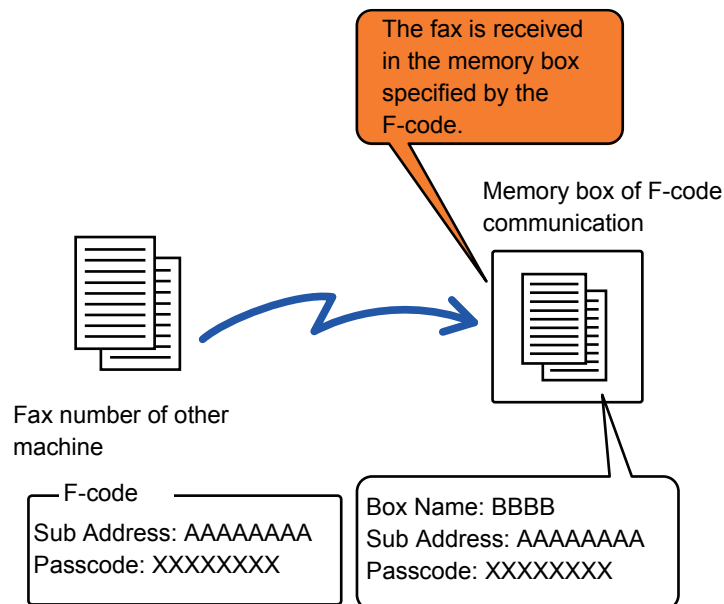 The fax is received
in the memory box
specified by the
F-code.
Memory box of F-code
communication
Fax number of other
machine
F-code
Sub Address: AAAAAAAA
Passcode: XXXXXXXX
Box Name: BBBB
Sub Address: AAAAAAAA
Passcode: XXXXXXXX